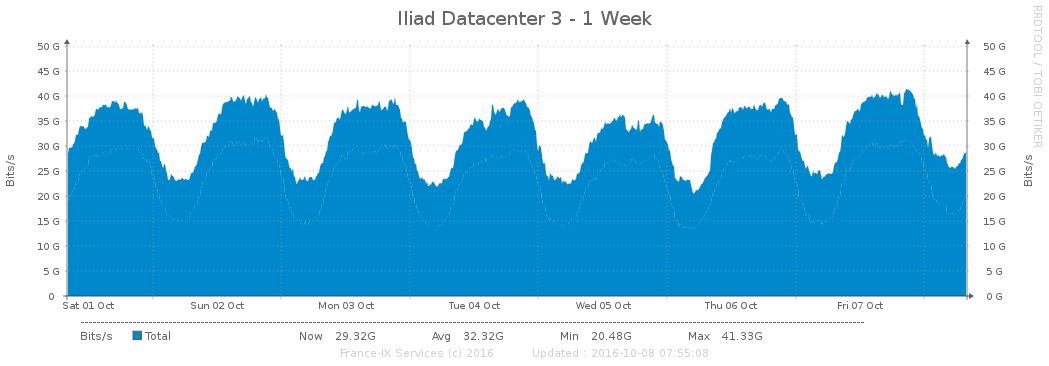 Iliad Datacenter 3 - 1 Week
RRDTOOL / TOBI OETIKER
50 G 50 G
45 G 45 G
40 G 40 G
35 G 35 G
30 G 30 G
25 G 25 G
20 G 20 G
15 G 15 G
10 G 10 G
5 G 5 G
0 0 G
Bits/s
Bits/s
Sat 01 Oct Sun 02 Oct Mon 03 Oct Tue 04 Oct Wed 05 Oct Thu 06 Oct Fri 07 Oct
Bits/s Total Now 29.32G Avg 32.32G Min 20.48G Max 41.33G
France-IX Services (c) 2016 Updated : 2016-10-08 07:55:08